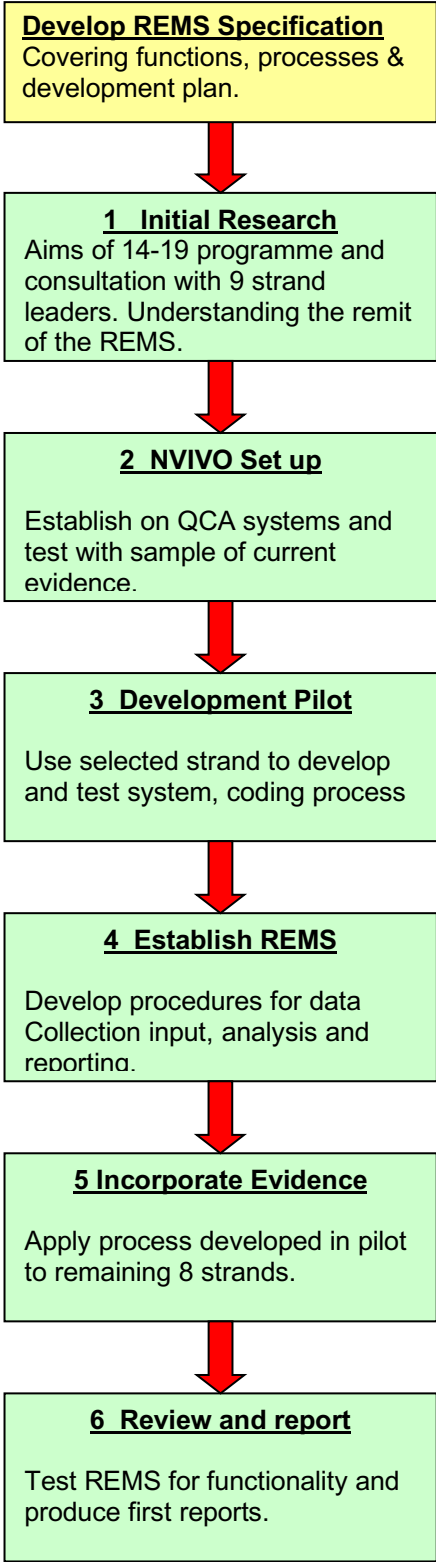 Develop REMS Specification
Covering functions, processes &
development plan.
1 Initial Research
Aims of 14-19 programme and
consultation with 9 strand
leaders. Understanding the remit
of the REMS.
2 NVIVO Set up
Establish on QCA systems and
test with sample of current
evidence.
3 Development Pilot
Use selected strand to develop
and test system, coding process
4 Establish REMS
Develop procedures for data
Collection input, analysis and
reporting.
5 Incorporate Evidence
Apply process developed in pilot
to remaining 8 strands.
6 Review and report
Test REMS for functionality and
produce first reports.